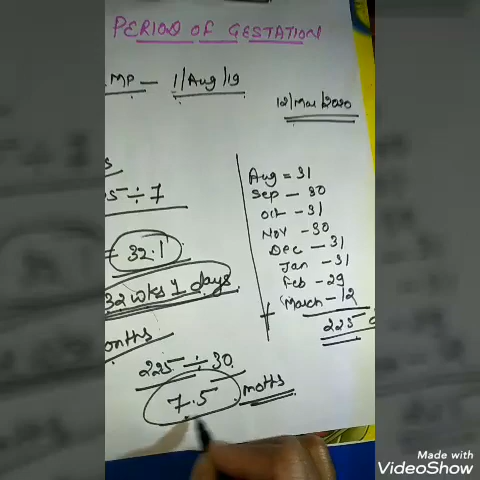 PERIOD OF GESTATION
MP – 1/Aug/19
12/Mar/2020
÷ 7
= 32.1
32 wks 1 days
onths
225 ÷ 30
7.5 moths
Aug = 31
Sep – 30
Oct – 31
Nov – 30
Dec – 31
Jan – 31
Feb – 29
March – 12
+
225
Made with
VideoShow